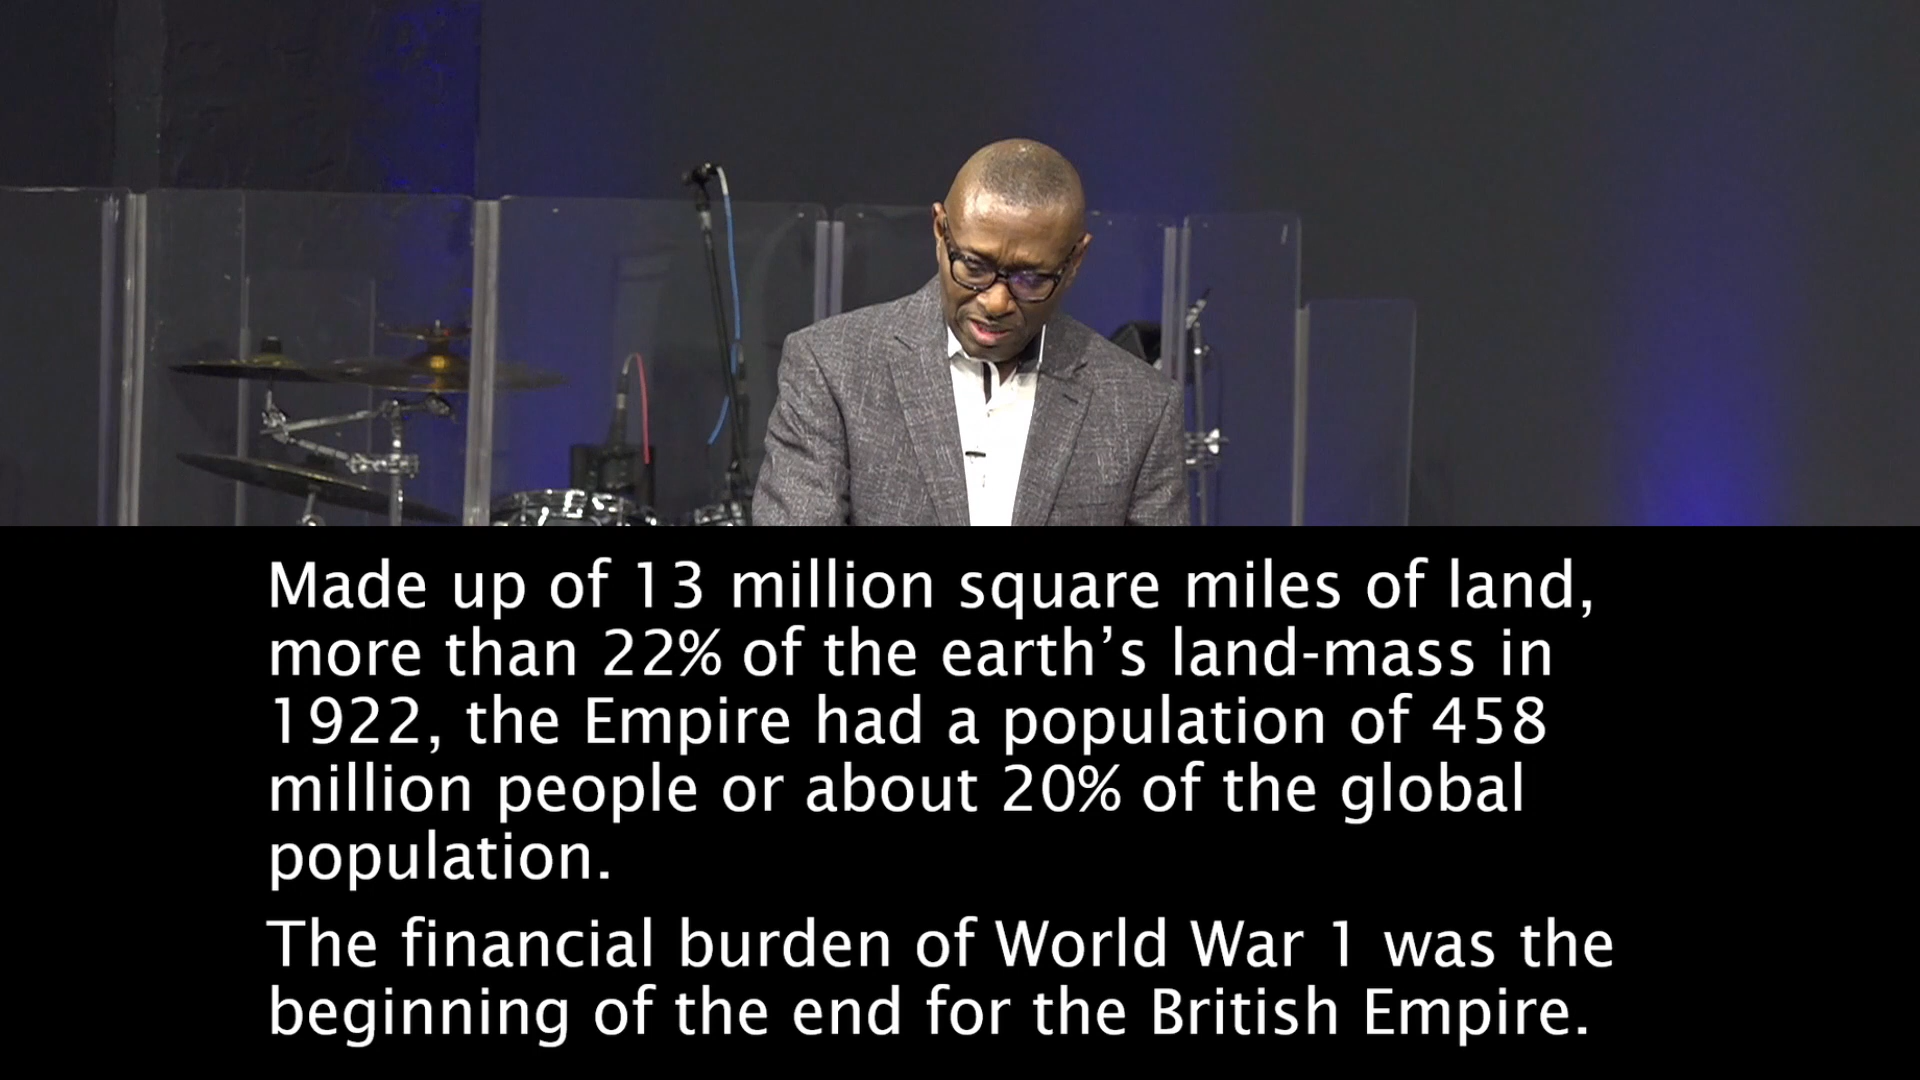 Made up of 13 million square miles of land,
more than 22% of the earth’s land-mass in
1922, the Empire had a population of 458
million people or about 20% of the global
population.
The financial burden of World War 1 was the
beginning of the end for the British Empire.